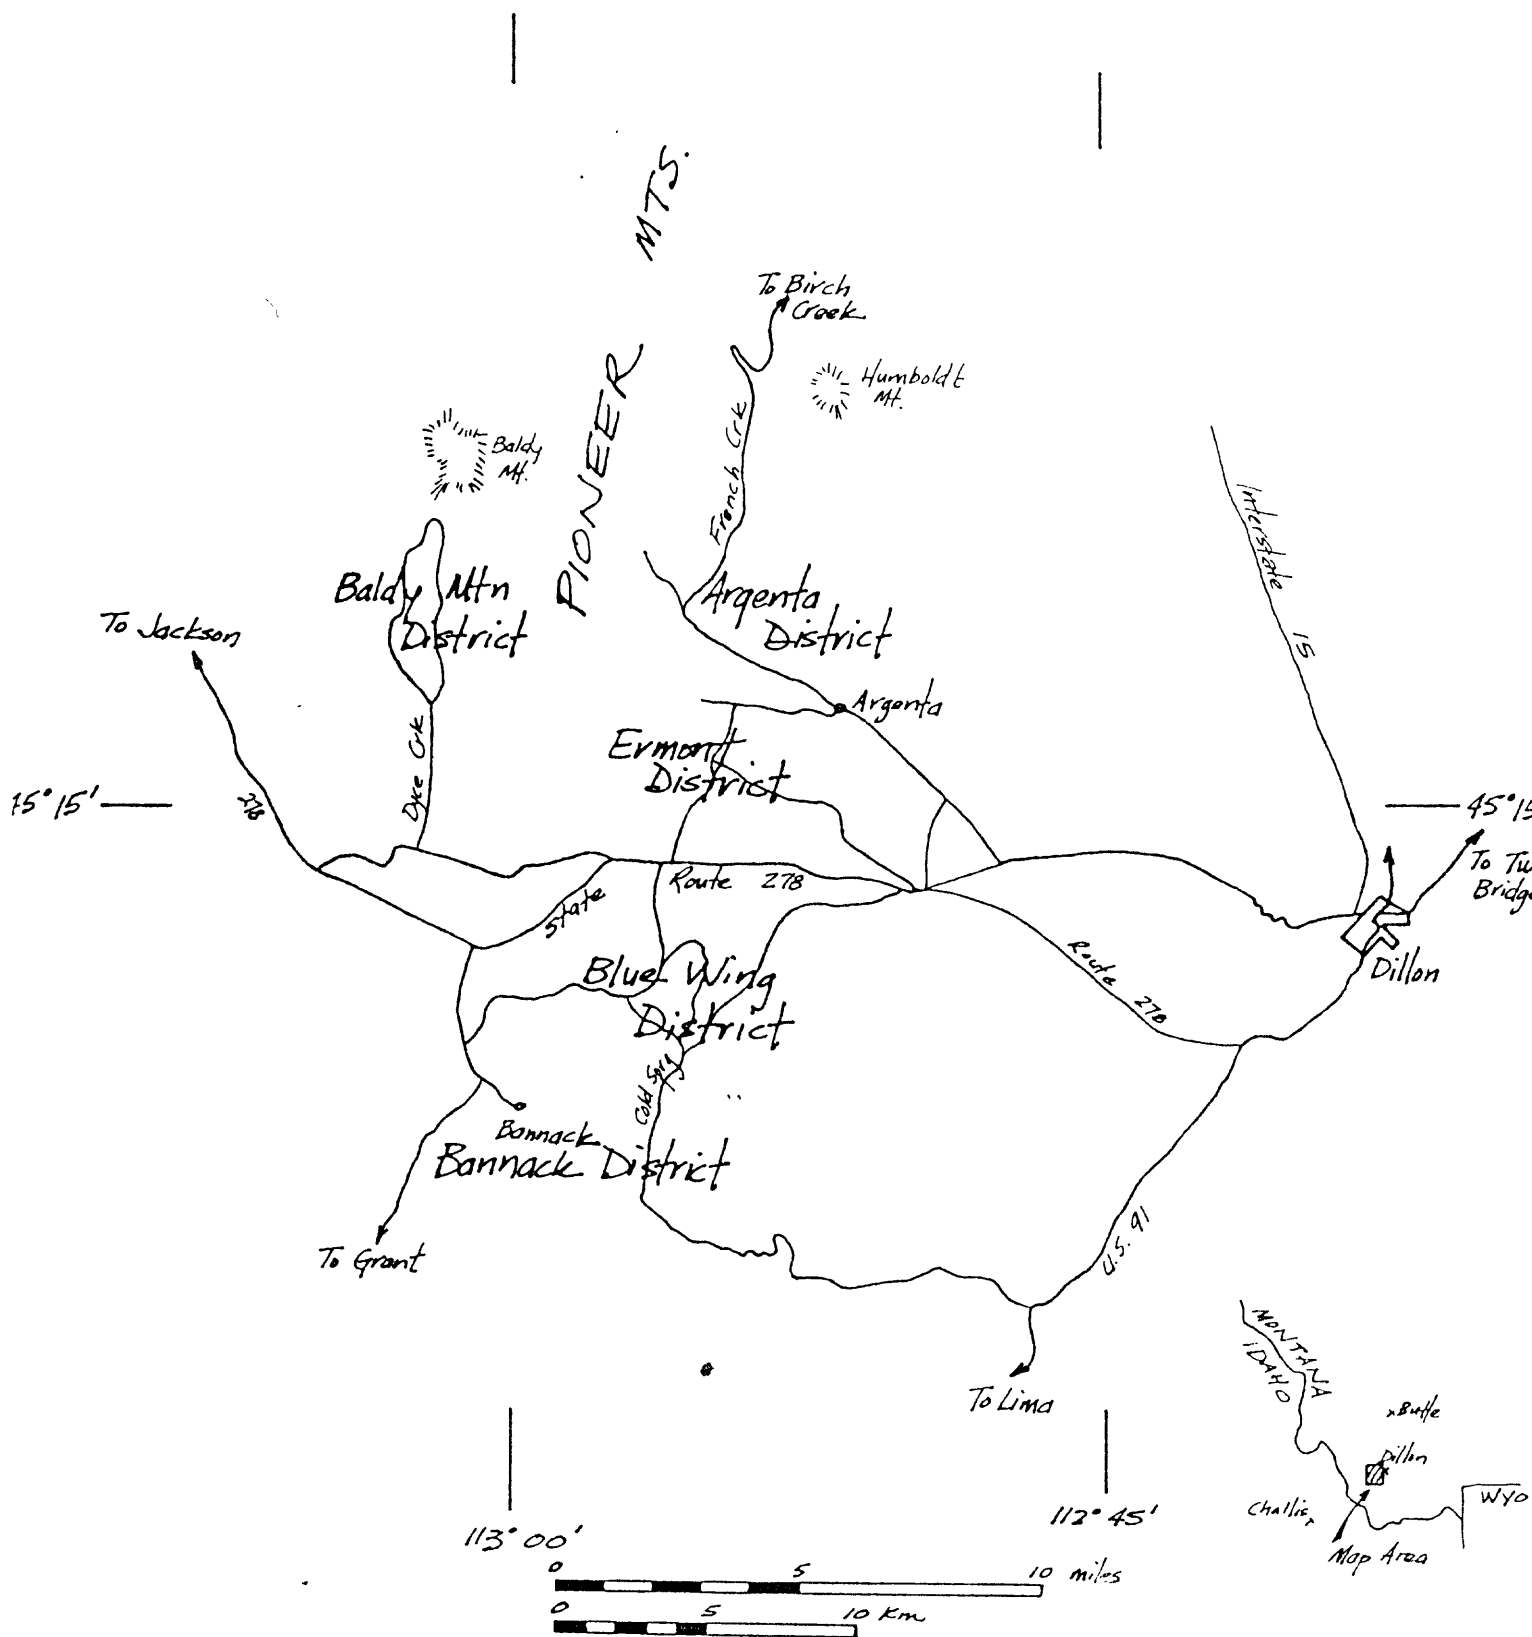 MTS.
To Birch
Creek
Humboldt
Mt.
PIONEER
Baldy
Mt.
French Crk
Interstate 15
Baldy Mtn
District
Argenta
District
To Jackson
Argenta
Dyce Crk
Ermont
District
15° 15'
45° 15
278
To Tw
Bridge
State
Route 278
Route 278
Dillon
Blue Wing
District
Cold Sprg
Bannack
Bannack District
To Grant
U.S. 91
To Lima
MONTANA
IDAHO
xButte
Dillon
Challis x
WYO
Map Area
113° 00'
112° 45'
0 5 10 miles
0 5 10 Km